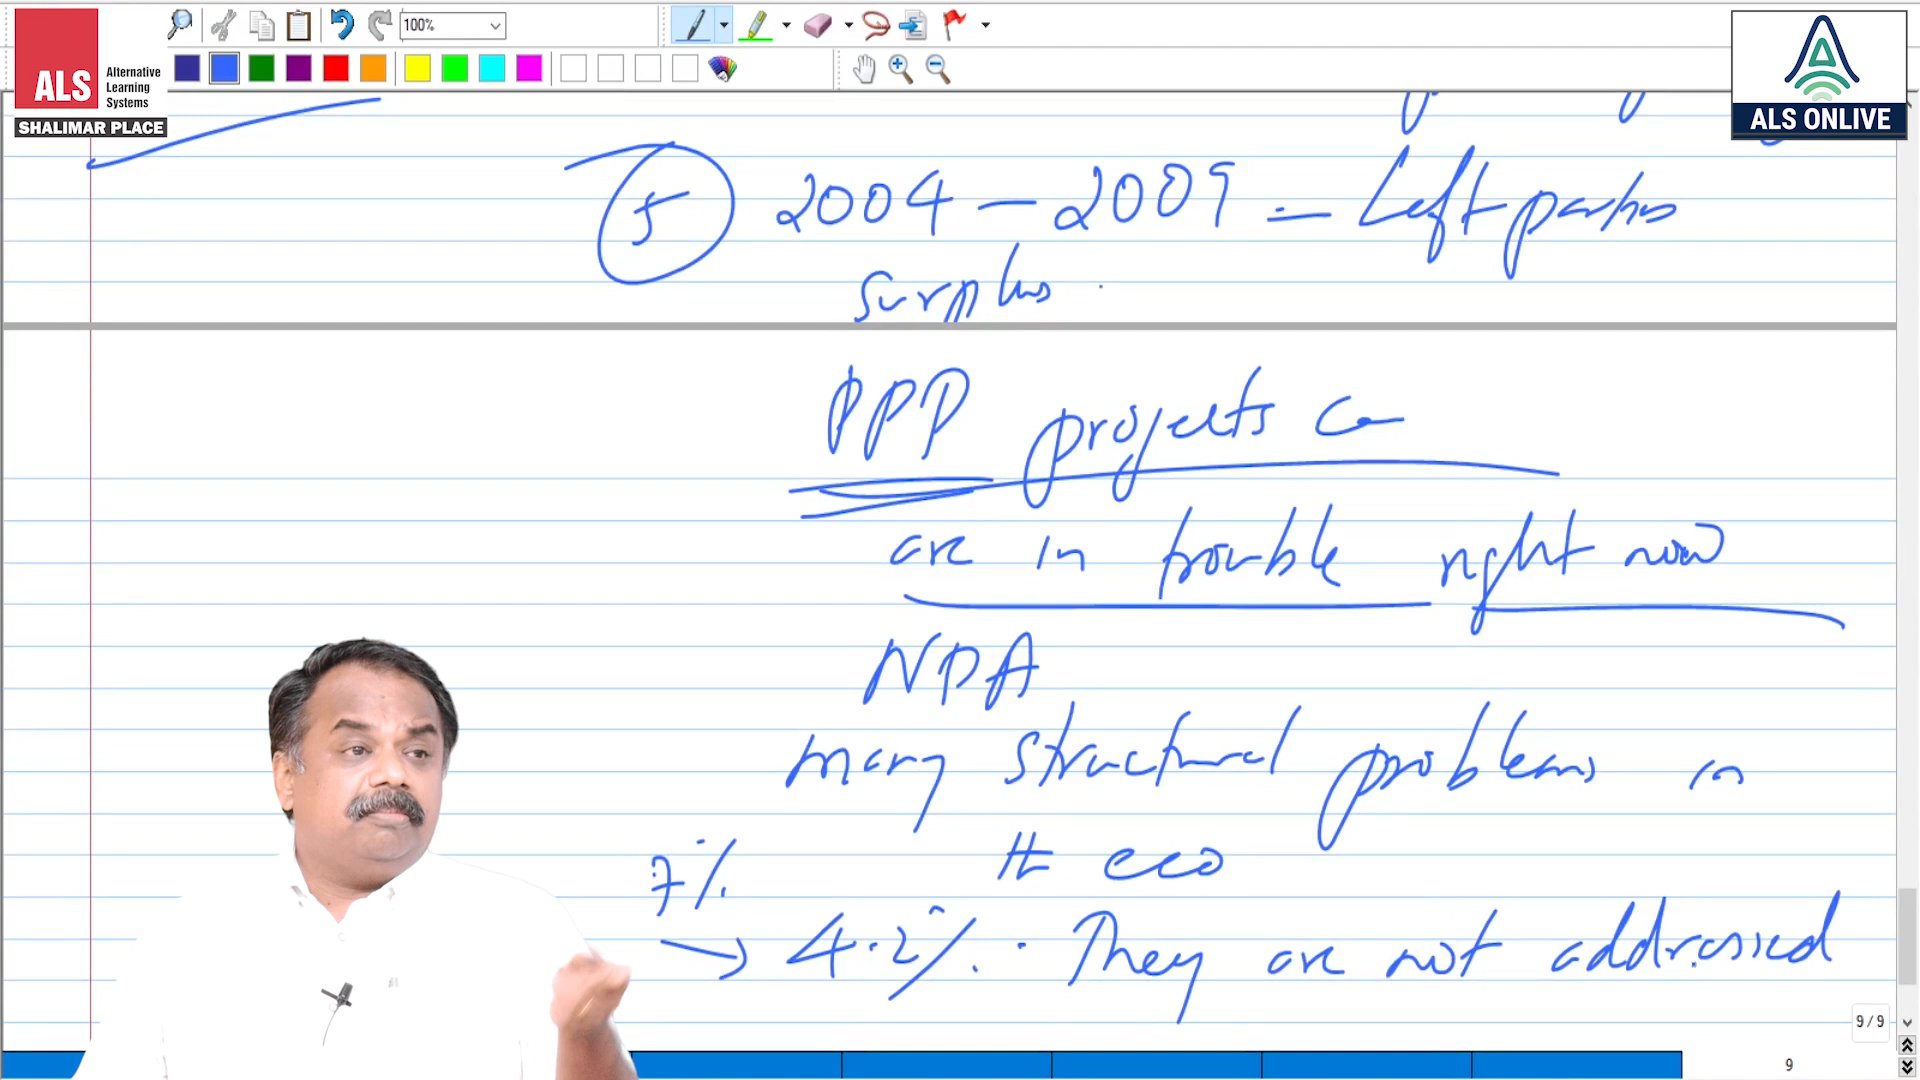 100%
ALS
Alternative
Learning
Systems
SHALIMAR PLACE
ALS ONLIVE
5 2004 - 2009 = Left parties
surplus.
PPP projects
are in trouble right now
NPA
many structural problems in
the eco
7%
→ 4.2%. They are not addressed
9/9
9